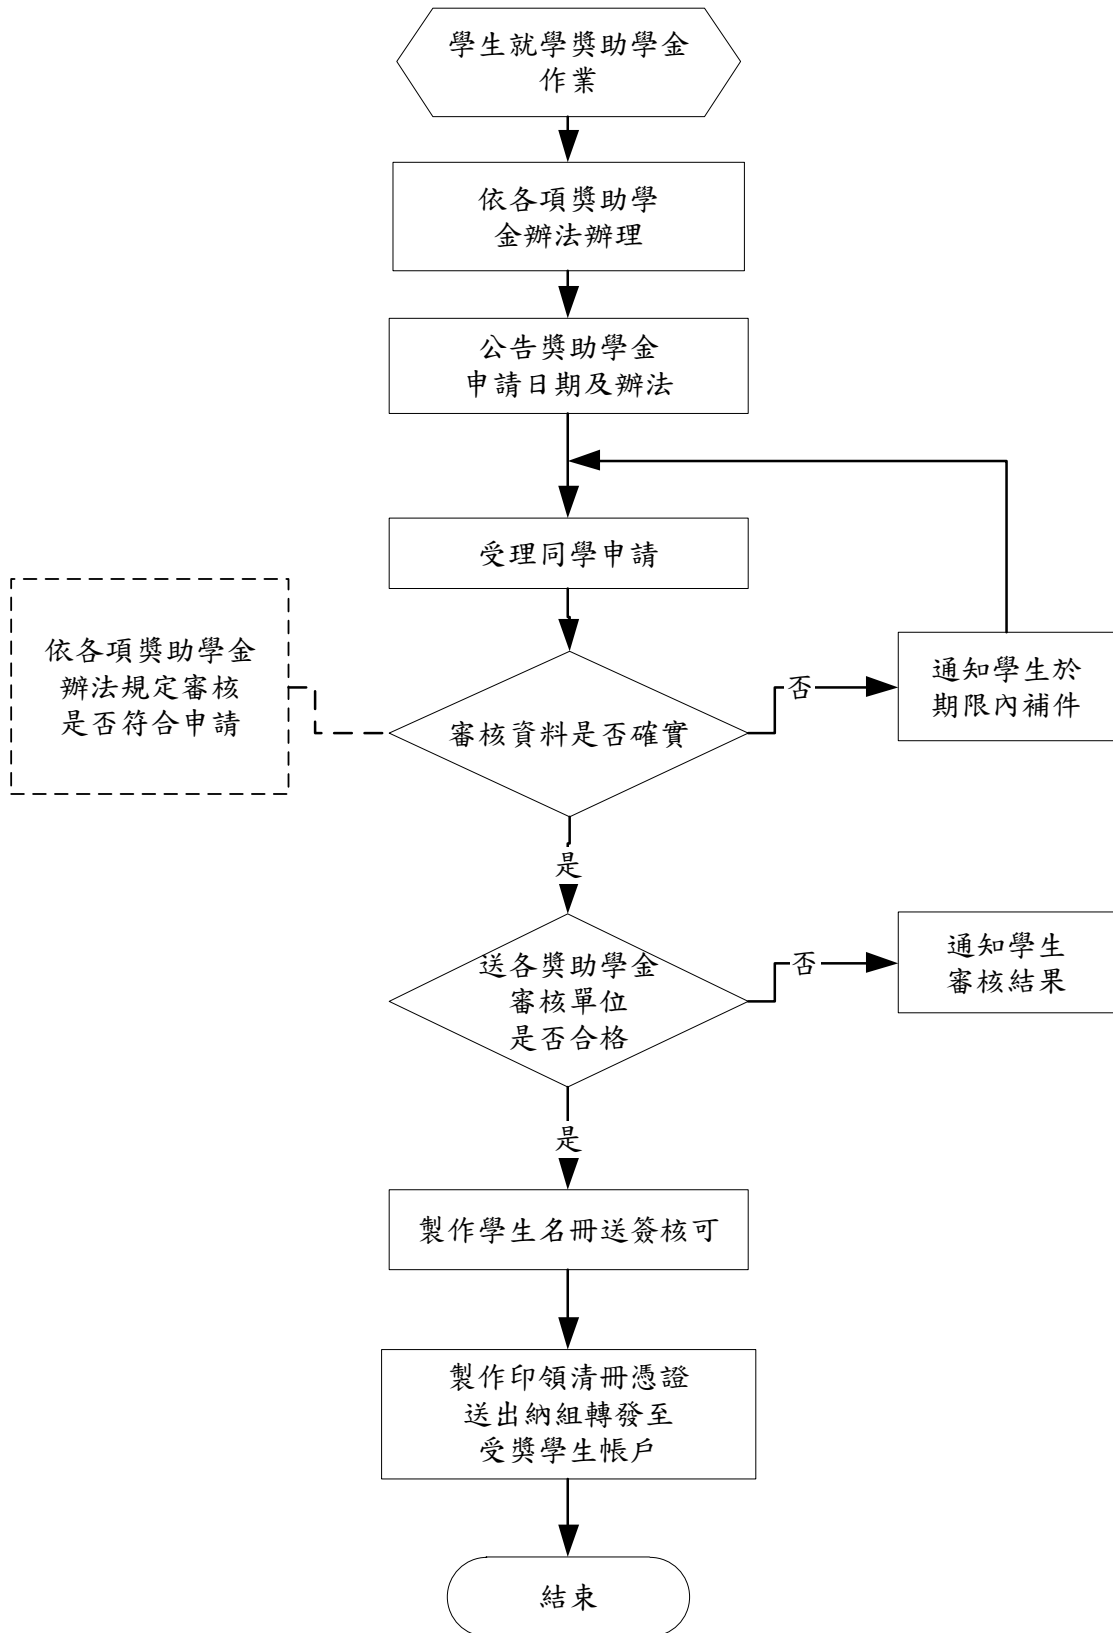 學生就學獎助學金
作業
依各項獎助學
金辦法辦理
公告獎助學金
申請日期及辦法
受理同學申請
依各項獎助學金
辦法規定審核
是否符合申請
審核資料是否確實
否
通知學生於
期限內補件
是
送各獎助學金
審核單位
是否合格
否
通知學生
審核結果
是
製作學生名冊送簽核可
製作印領清冊憑證
送出納組轉發至
受獎學生帳戶
結束